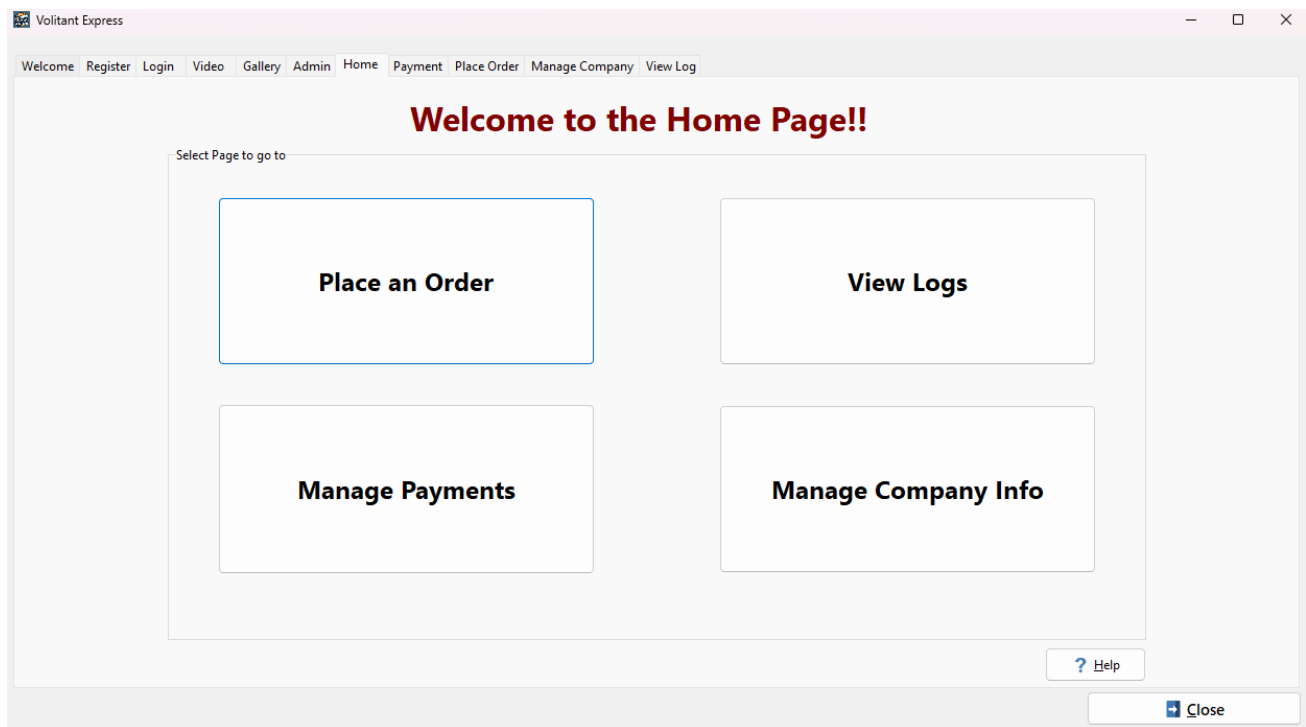 Volitant Express
Welcome Register Login Video Gallery Admin Home Payment Place Order Manage Company View Log
Welcome to the Home Page!!
Select Page to go to
Place an Order
View Logs
Manage Payments
Manage Company Info
? Help
Close